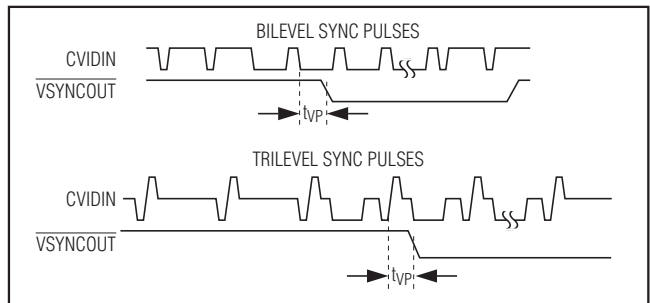 BILEVEL SYNC PULSES
CVIDIN
VSYNCOUT
tVP
TRILEVEL SYNC PULSES
CVIDIN
VSYNCOUT
tVP